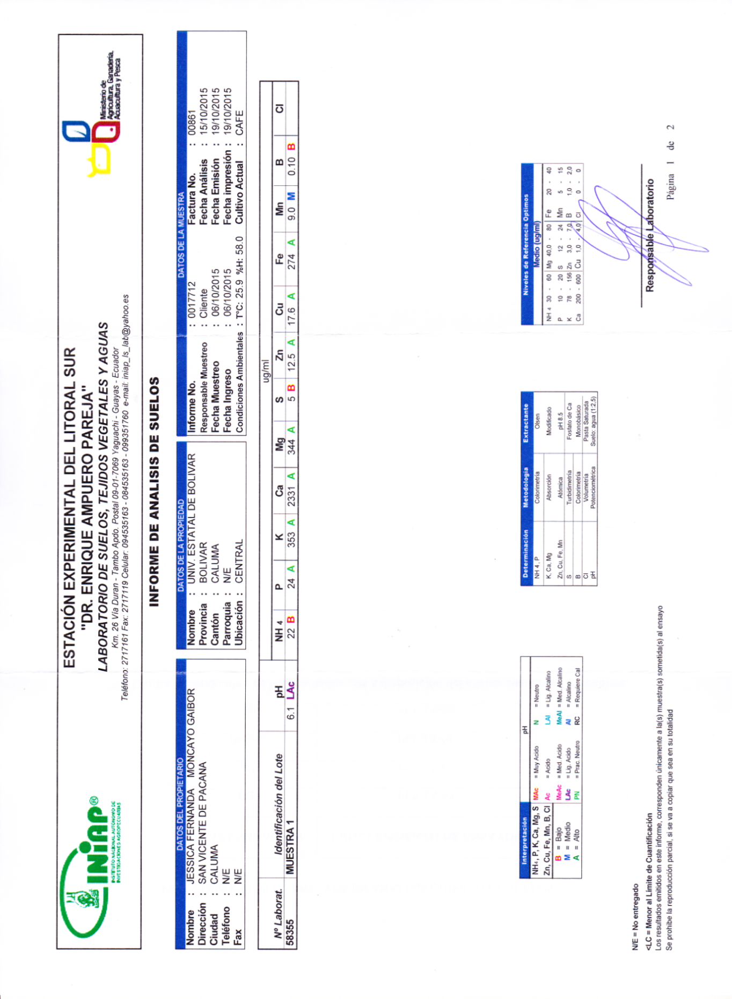 INIAP®
INSTITUTO NACIONAL AUTÓNOMO DE
INVESTIGACIONES AGROPECUARIAS
ESTACIÓN EXPERIMENTAL DEL LITORAL SUR
"DR. ENRIQUE AMPUERO PAREJA"
LABORATORIO DE SUELOS, TEJIDOS VEGETALES Y AGUAS
Km. 26 Vía Duran - Tambo Apdo. Postal 09-01-7069 Yaguachi - Guayas - Ecuador
Teléfono: 2717161 Fax: 2717119 Celular: 094535163 - 084535163 - 099351760 e-mail: iniap_ls_lab@yahoo.es
Ministerio de
Agricultura, Ganadería,
Acuacultura y Pesca
INFORME DE ANALISIS DE SUELOS
DATOS DEL PROPIETARIO
Nombre : JESSICA FERNANDA MONCAYO GAIBOR
Dirección : SAN VICENTE DE PACANA
Ciudad : CALUMA
Teléfono : N/E
Fax : N/E
DATOS DE LA PROPIEDAD
Nombre : UNIV. ESTATAL DE BOLIVAR
Provincia : BOLIVAR
Cantón : CALUMA
Parroquia : N/E
Ubicación : CENTRAL
DATOS DE LA MUESTRA
Informe No. : 0017712 Factura No. : 00861
Responsable Muestreo : Cliente Fecha Análisis : 15/10/2015
Fecha Muestreo : 06/10/2015 Fecha Emisión : 19/10/2015
Fecha Ingreso : 06/10/2015 Fecha impresión : 19/10/2015
Condiciones Ambientales : T°C: 25.9 %H: 58.0 Cultivo Actual : CAFE
ug/ml
Nº Laborat. Identificación del Lote pH NH 4 P K Ca Mg S Zn Cu Fe Mn B Cl
58355 MUESTRA 1 6.1 LAc 22 B 24 A 353 A 2331 A 344 A 5 B 12.5 A 17.6 A 274 A 9.0 M 0.10 B
Interpretación pH
NH4, P, K, Ca, Mg, S MAc = Muy Acido N = Neutro
Zn, Cu, Fe, Mn, B, Cl Ac = Acido LAl = Lig. Alcalino
B = Bajo MeAc = Med. Acido MeAl = Med. Alcalino
M = Medio LAc = Lig. Acido Al = Alcalino
A = Alto PN = Prac. Neutro RC = Requiere Cal
Determinación Metodología Extractante
NH 4, P Colorimetría Olsen
K, Ca, Mg Absorción Modificado
Zn, Cu, Fe, Mn Atómica pH 8.5
S Turbidimetría Fosfato de Ca
B Colorimetría Monobásico
Cl Volumetría Pasta Saturada
pH Potenciométrica Suelo: agua (1:2,5)
Niveles de Referencia Optimos
Medio (ug/ml)
NH 4 30 - 60 Mg 40,0 - 80 Fe 20 - 40
P 10 - 20 S 12 - 24 Mn 5 - 15
K 78 - 156 Zn 3,0 - 7,0 B 1,0 - 2,0
Ca 200 - 600 Cu 1,0 - 4,0 Cl 0 - 0
N/E = No entregado
<LC = Menor al Límite de Cuantificación
Los resultados emitidos en este informe, corresponden únicamente a la(s) muestra(s) sometida(s) al ensayo
Se prohibe la reproducción parcial, si se va a copiar que sea en su totalidad
Responsable Laboratorio
Página 1 de 2